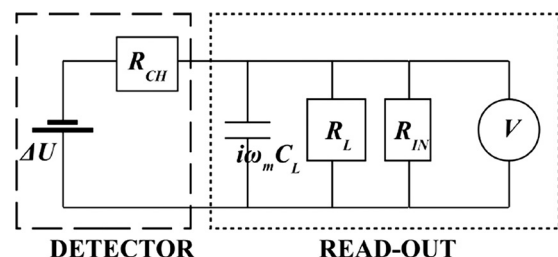 R_CH
ΔU
iω_mC_L
R_L
R_IN
V
DETECTOR
READ-OUT